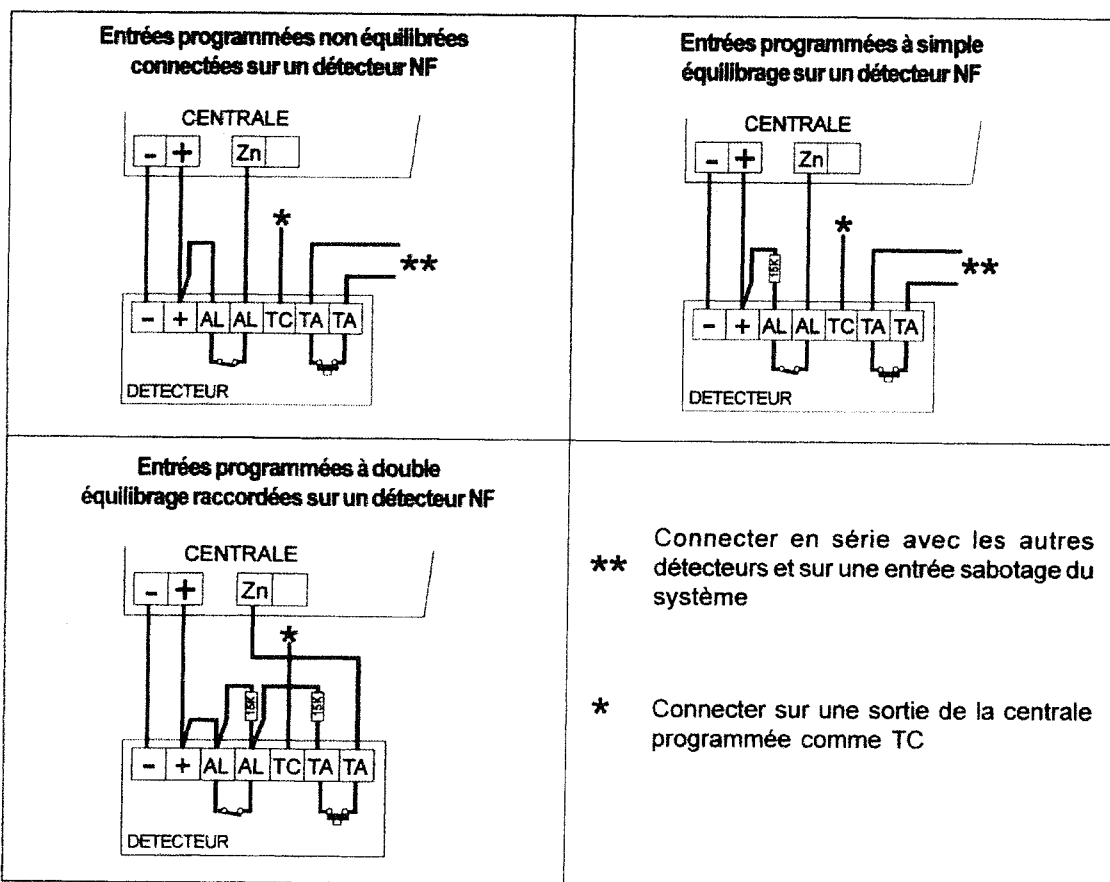 Entrées programmées non équilibrées
connectées sur un détecteur NF
CENTRALE
- + Zn
*
**
- + AL AL TC TA TA
DETECTEUR
Entrées programmées à simple
équilibrage sur un détecteur NF
CENTRALE
- + Zn
*
15K
**
- + AL AL TC TA TA
DETECTEUR
Entrées programmées à double
équilibrage raccordées sur un détecteur NF
CENTRALE
- + Zn
*
15K 15K
- + AL AL TC TA TA
DETECTEUR
** Connecter en série avec les autres
détecteurs et sur une entrée sabotage du
système
* Connecter sur une sortie de la centrale
programmée comme TC